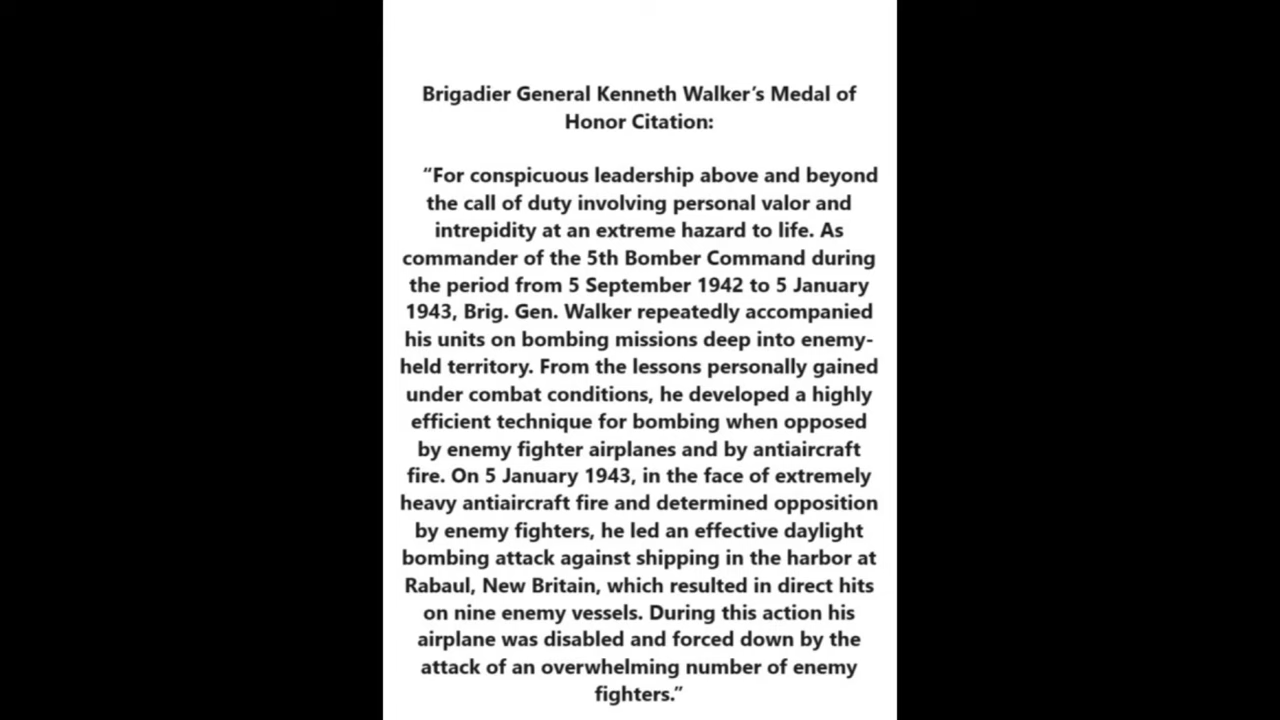 Brigadier General Kenneth Walker’s Medal of
Honor Citation:
“For conspicuous leadership above and beyond
the call of duty involving personal valor and
intrepidity at an extreme hazard to life. As
commander of the 5th Bomber Command during
the period from 5 September 1942 to 5 January
1943, Brig. Gen. Walker repeatedly accompanied
his units on bombing missions deep into enemy-
held territory. From the lessons personally gained
under combat conditions, he developed a highly
efficient technique for bombing when opposed
by enemy fighter airplanes and by antiaircraft
fire. On 5 January 1943, in the face of extremely
heavy antiaircraft fire and determined opposition
by enemy fighters, he led an effective daylight
bombing attack against shipping in the harbor at
Rabaul, New Britain, which resulted in direct hits
on nine enemy vessels. During this action his
airplane was disabled and forced down by the
attack of an overwhelming number of enemy
fighters.”